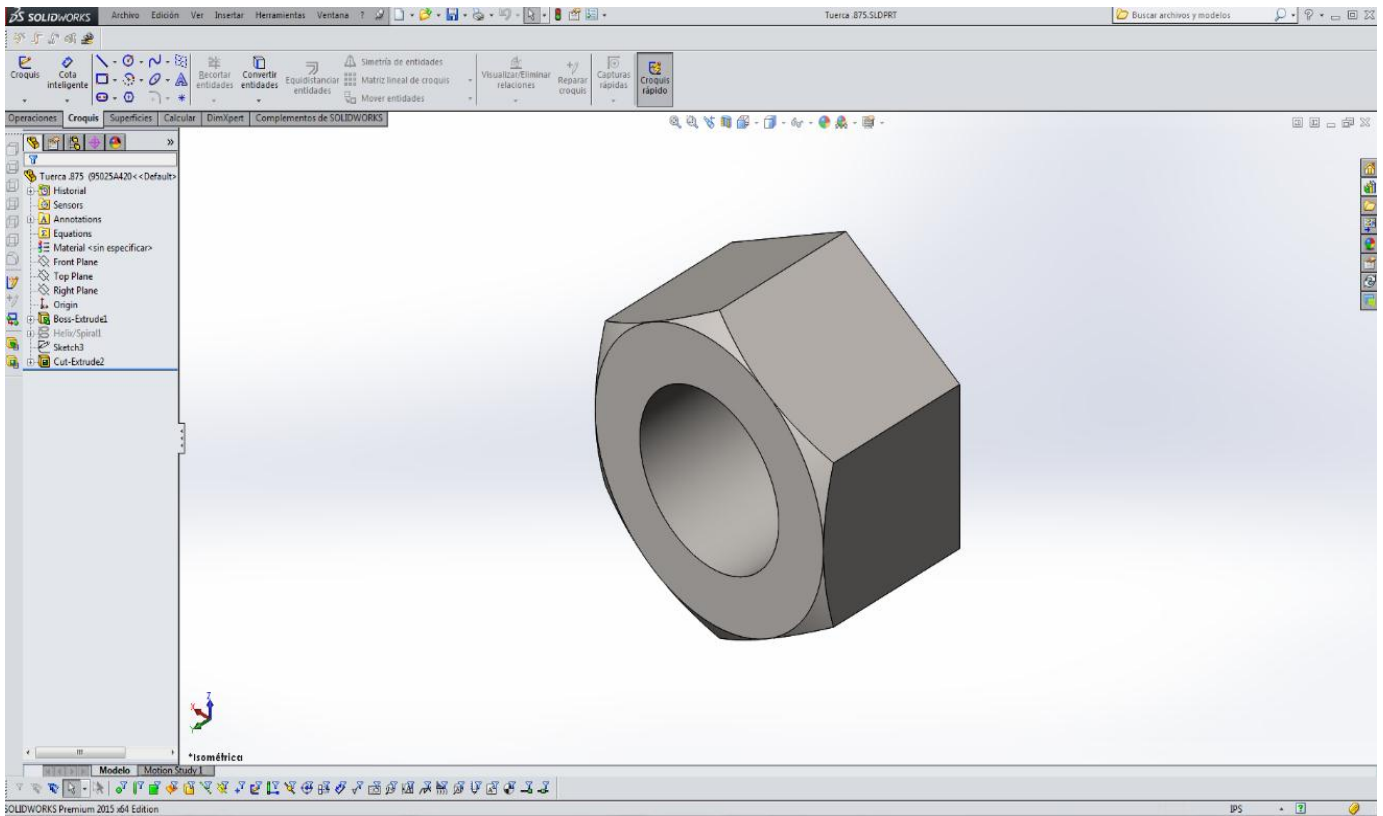 SOLIDWORKS Archivo Edición Ver Insertar Herramientas Ventana ? Tuerca .875.SLDPRT Buscar archivos y modelos
Croquis Cota inteligente Recortar entidades Convertir entidades Equidistanciar entidades Simetría de entidades
Matriz lineal de croquis
Mover entidades
Visualizar/Eliminar relaciones Reparar croquis Capturas rápidas Croquis rápido
Operaciones Croquis Superficies Calcular DimXpert Complementos de SOLIDWORKS
Tuerca .875 (95025A420<<Default>
Historial
Sensors
Annotations
Equations
Material <sin especificar>
Front Plane
Top Plane
Right Plane
Origin
Boss-Extrude1
Helix/Spiral1
Sketch3
Cut-Extrude2
Z
X
Y
*Isométrica
Modelo Motion Study 1
SOLIDWORKS Premium 2015 x64 Edition IPS